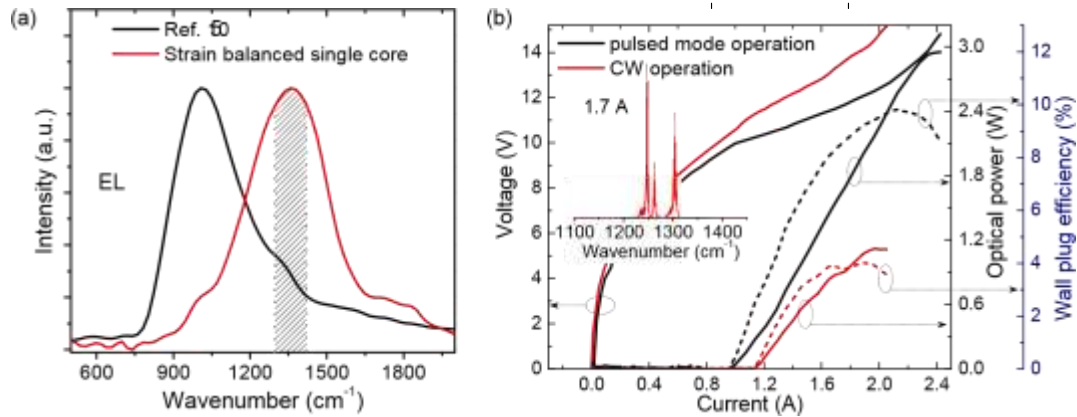 (a)
Ref. 150
Strain balanced single core
EL
Intensity (a.u.)
600 900 1200 1500 1800
Wavenumber (cm⁻¹)
(b)
pulsed mode operation
CW operation
1.7 A
1100 1200 1300 1400
Wavenumber (cm⁻¹)
Voltage (V)
14
12
10
8
6
4
2
0
0.0 0.4 0.8 1.2 1.6 2.0 2.4
Current (A)
3.0
2.4
1.8
1.2
0.6
0.0
Optical power (W)
12
10
8
6
4
2
0
Wall plug efficiency (%)